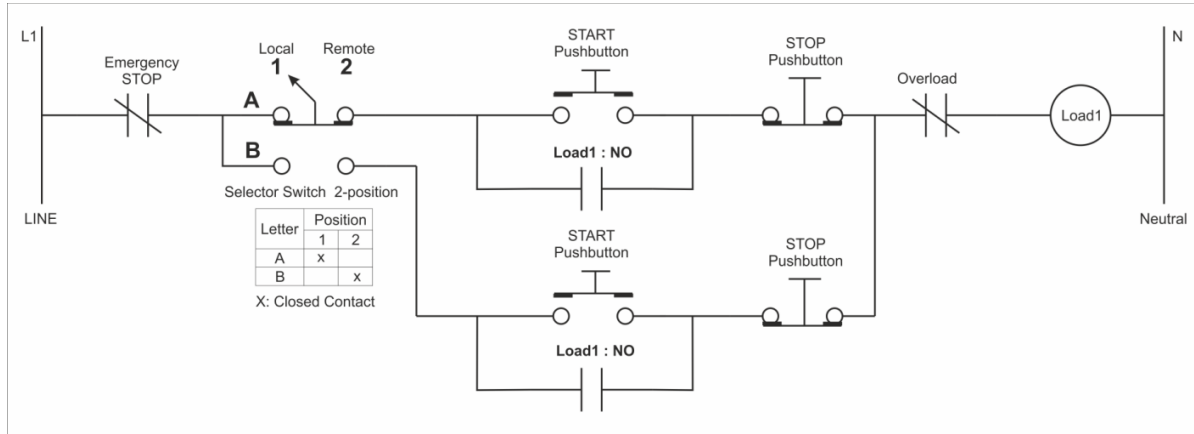 L1
Emergency
STOP
Local
1
Remote
2
START
Pushbutton
STOP
Pushbutton
Overload
N
A
Load1
Load1 : NO
B
Selector Switch 2-position
LINE
Neutral
Letter Position
1 2
A x
B x
X: Closed Contact
START
Pushbutton
STOP
Pushbutton
Load1 : NO